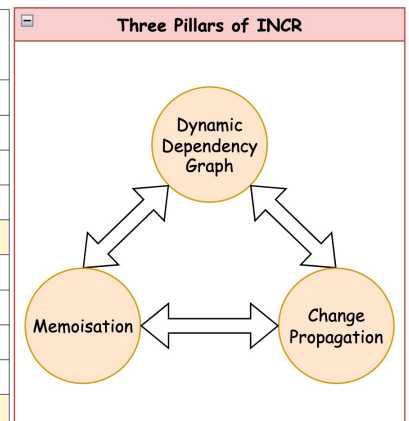 Three Pillars of INCR
Dynamic
Dependency
Graph
Memoisation
Change
Propagation